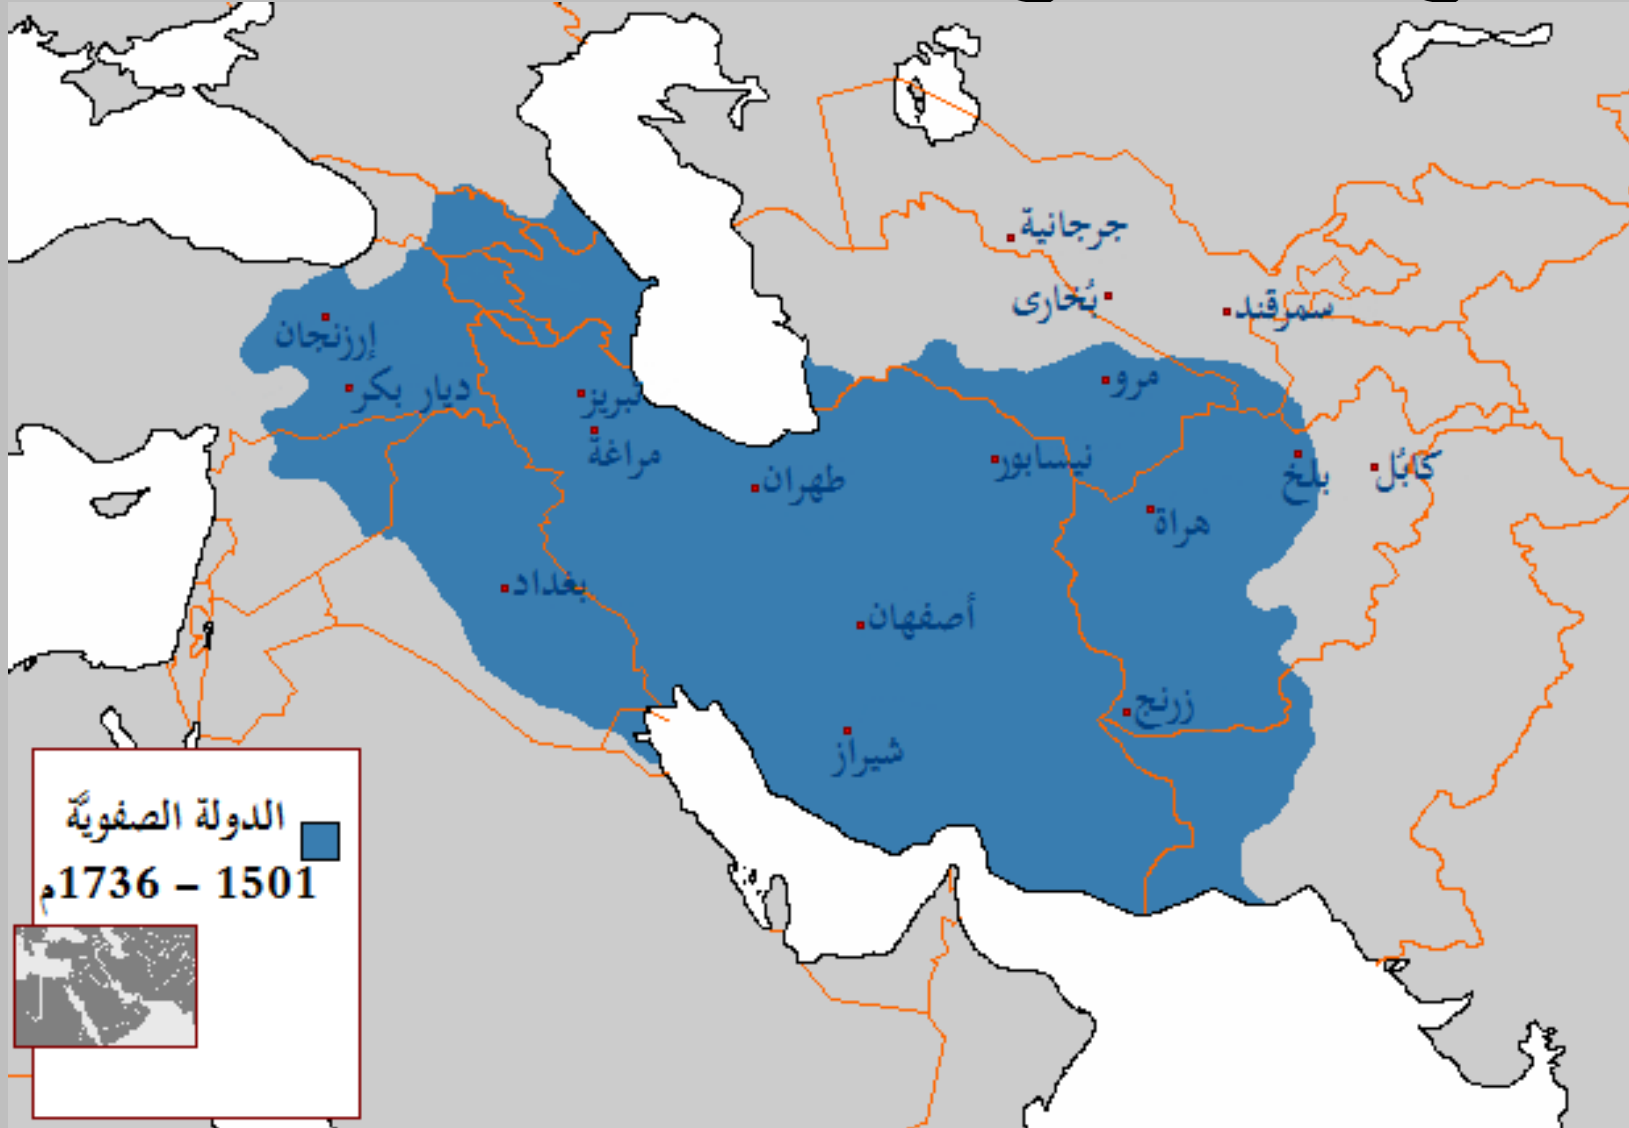 جرجانية
بُخارى
سمرقند
إرزنجان
ديار بكر
تبريز
مرو
مراغة
طهران
نيسابور
بلخ
كابُل
هراة
بغداد
أصفهان
زرنج
شيراز
الدولة الصفويَّة
1501 – 1736م